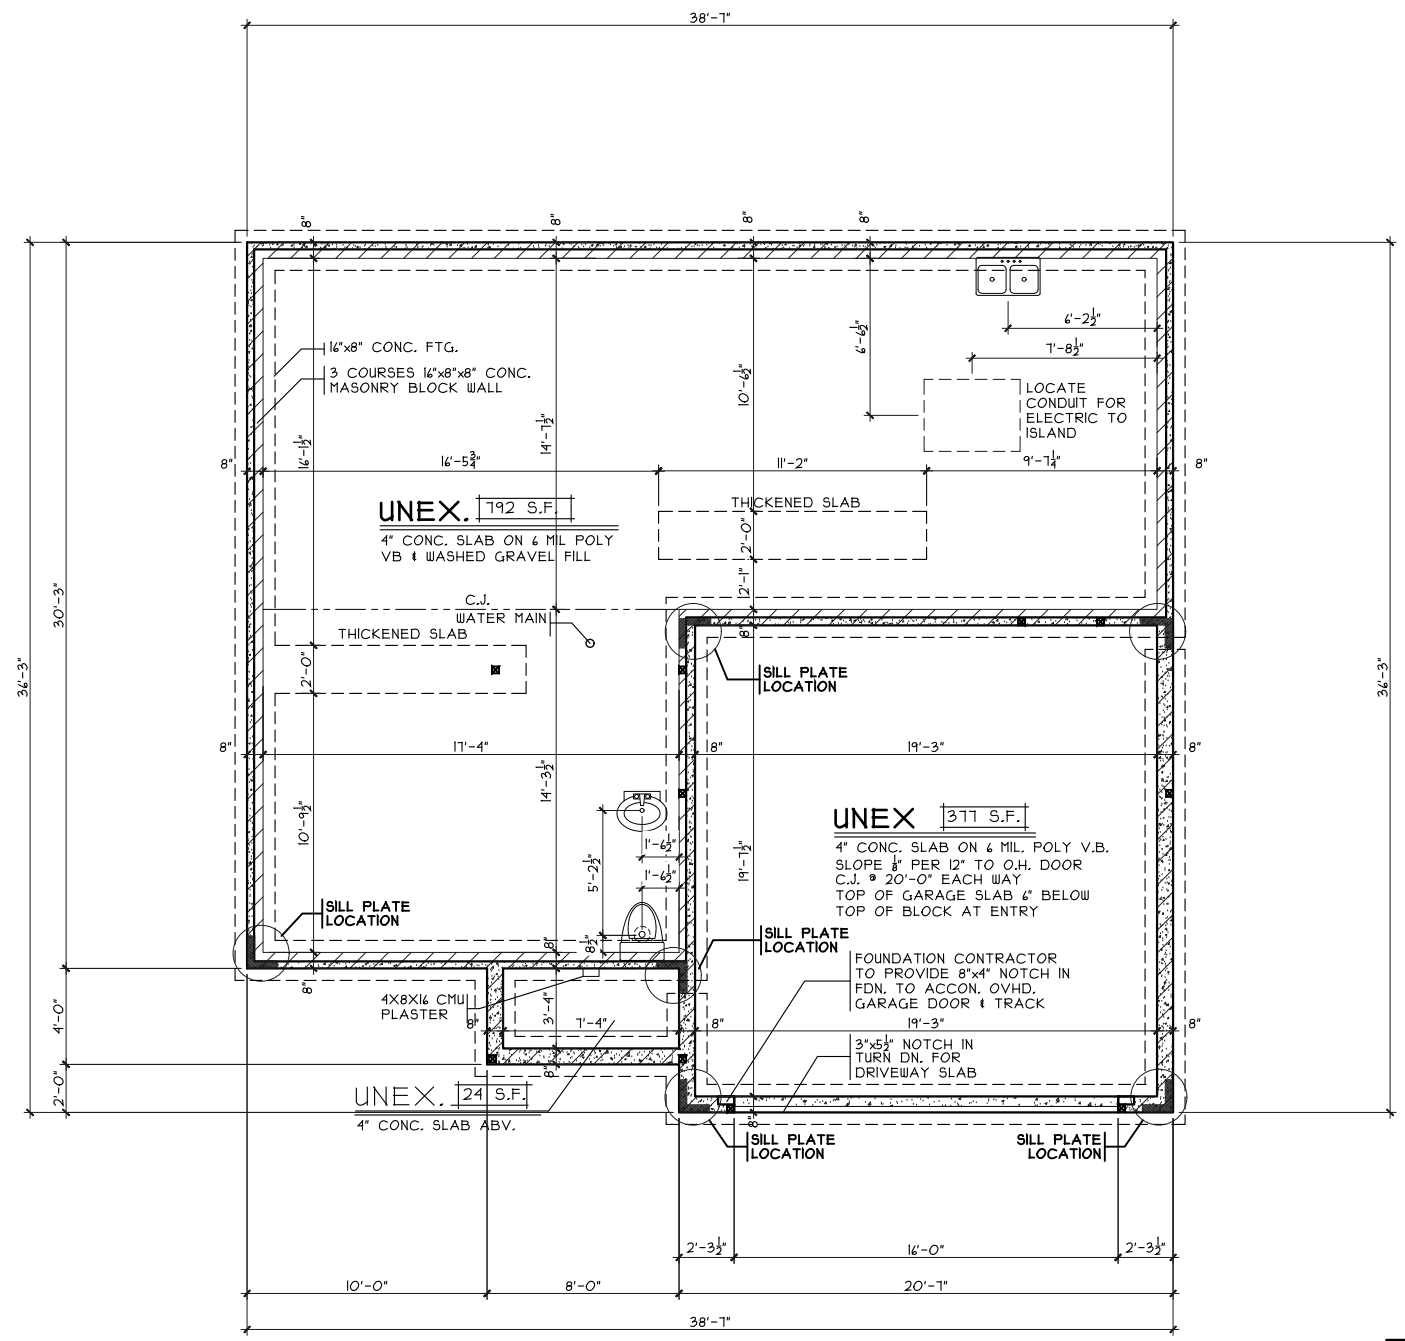 38'-7"
8"
8"
8"
8"
6'-2½"
7'-8½"
6'-6½"
16"x8" CONC. FTG.
3 COURSES 16"x8"x8" CONC.
MASONRY BLOCK WALL
LOCATE
CONDUIT FOR
ELECTRIC TO
ISLAND
10'-6½"
14'-7½"
16'-1½"
8"
16'-5¾"
11'-2"
9'-7¼"
8"
UNEX. 792 S.F.
4" CONC. SLAB ON 6 MIL POLY
VB & WASHED GRAVEL FILL
THICKENED SLAB
2'-0"
2'-1"
30'-3"
36'-3"
36'-3"
C.J.
WATER MAIN
THICKENED SLAB
2'-0"
8"
SILL PLATE
LOCATION
8"
17'-4"
8"
19'-3"
8"
14'-3½"
10'-9½"
1'-6½"
1'-6½"
5'-2½"
8½"
19'-7½"
UNEX 377 S.F.
4" CONC. SLAB ON 6 MIL. POLY V.B.
SLOPE ⅛" PER 12" TO O.H. DOOR
C.J. @ 20'-0" EACH WAY
TOP OF GARAGE SLAB 6" BELOW
TOP OF BLOCK AT ENTRY
SILL PLATE
LOCATION
SILL PLATE
LOCATION
FOUNDATION CONTRACTOR
TO PROVIDE 8"x4" NOTCH IN
FDN. TO ACCON. OVHD.
GARAGE DOOR & TRACK
8"
8"
4X8X16 CMU
PLASTER
3'-4"
8"
7'-4"
8"
19'-3"
8"
4'-0"
2'-0"
3"x5½" NOTCH IN
TURN DN. FOR
DRIVEWAY SLAB
8"
UNEX. 24 S.F.
4" CONC. SLAB ABV.
8"
SILL PLATE
LOCATION
SILL PLATE
LOCATION
2'-3½"
16'-0"
2'-3½"
10'-0"
8'-0"
20'-7"
38'-7"